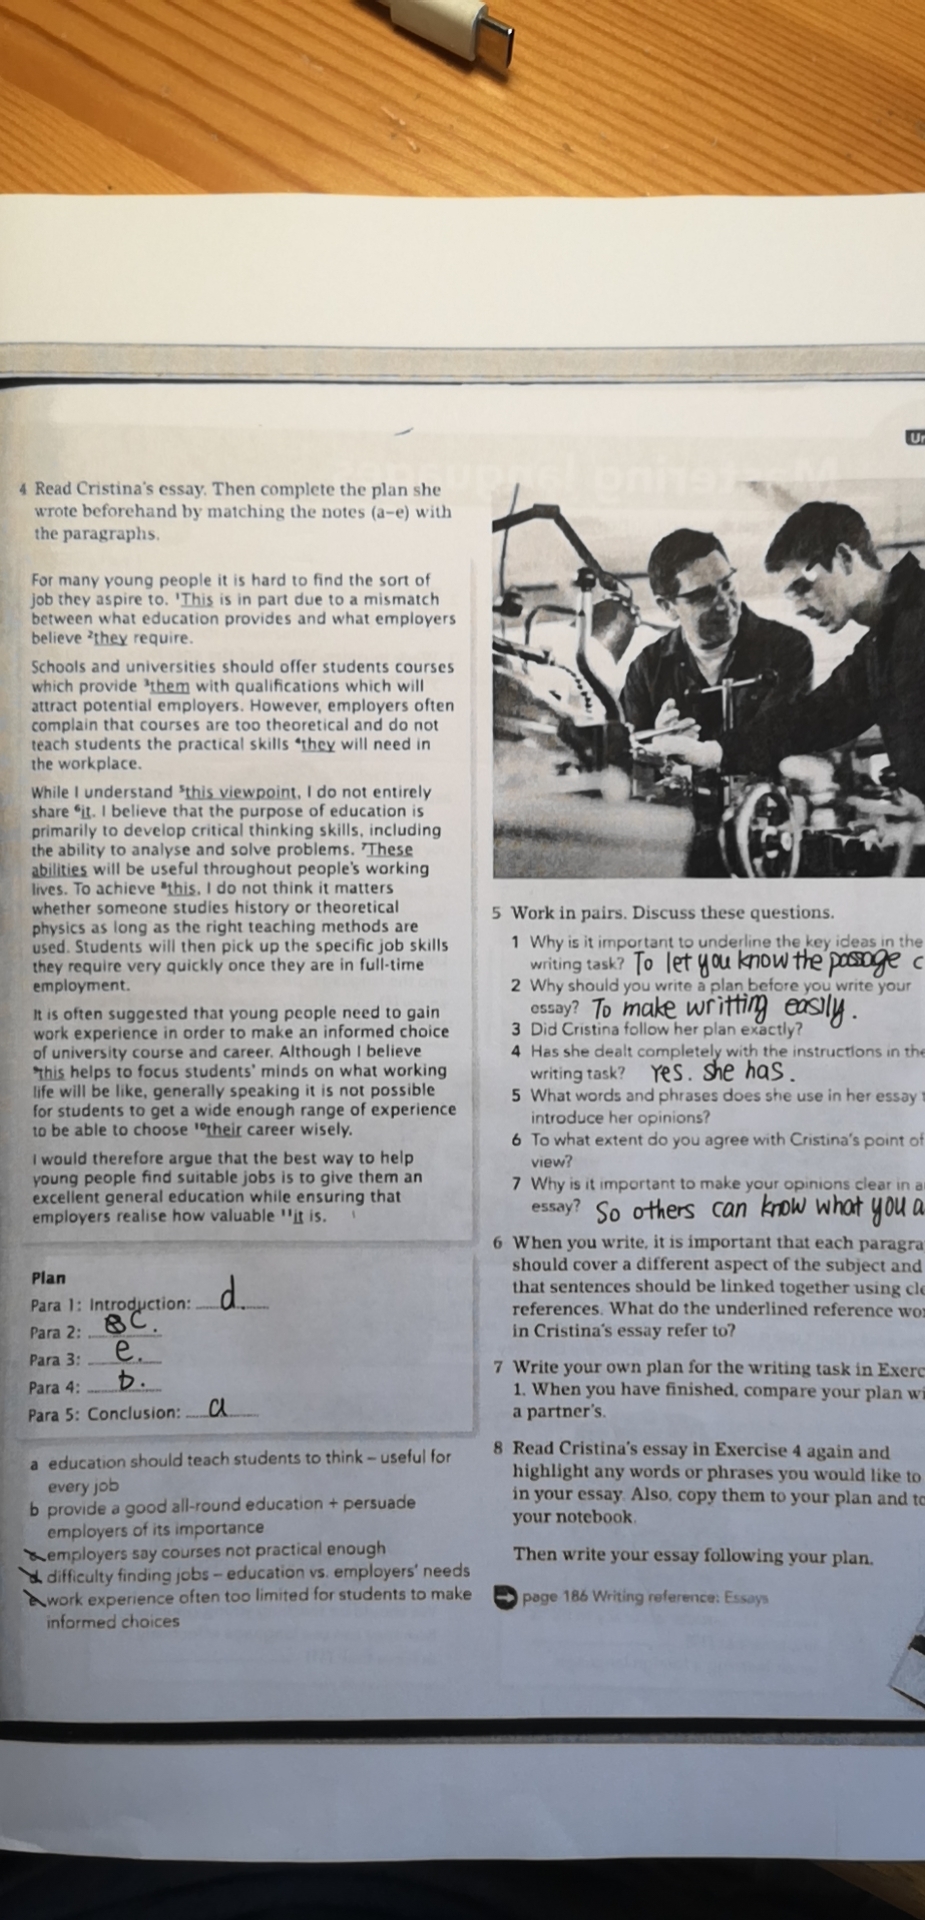 Ur
4 Read Cristina's essay. Then complete the plan she
wrote beforehand by matching the notes (a–e) with
the paragraphs.
For many young people it is hard to find the sort of
job they aspire to. ¹This is in part due to a mismatch
between what education provides and what employers
believe ²they require.
Schools and universities should offer students courses
which provide ³them with qualifications which will
attract potential employers. However, employers often
complain that courses are too theoretical and do not
teach students the practical skills ⁴they will need in
the workplace.
While I understand ⁵this viewpoint, I do not entirely
share ⁶it. I believe that the purpose of education is
primarily to develop critical thinking skills, including
the ability to analyse and solve problems. ⁷These
abilities will be useful throughout people's working
lives. To achieve ⁸this, I do not think it matters
whether someone studies history or theoretical
physics as long as the right teaching methods are
used. Students will then pick up the specific job skills
they require very quickly once they are in full-time
employment.
It is often suggested that young people need to gain
work experience in order to make an informed choice
of university course and career. Although I believe
⁹this helps to focus students' minds on what working
life will be like, generally speaking it is not possible
for students to get a wide enough range of experience
to be able to choose ¹⁰their career wisely.
I would therefore argue that the best way to help
young people find suitable jobs is to give them an
excellent general education while ensuring that
employers realise how valuable ¹¹it is.
Plan
Para 1: Introduction: d.
Para 2: C.
Para 3: e.
Para 4: b.
Para 5: Conclusion: a
a education should teach students to think – useful for
every job
b provide a good all-round education + persuade
employers of its importance
c employers say courses not practical enough
d difficulty finding jobs – education vs. employers' needs
e work experience often too limited for students to make
informed choices
5 Work in pairs. Discuss these questions.
1 Why is it important to underline the key ideas in the
writing task? To let you know the passage c
2 Why should you write a plan before you write your
essay? To make writting easily.
3 Did Cristina follow her plan exactly?
4 Has she dealt completely with the instructions in the
writing task? Yes. she has.
5 What words and phrases does she use in her essay t
introduce her opinions?
6 To what extent do you agree with Cristina's point of
view?
7 Why is it important to make your opinions clear in a
essay? So others can know what you a
6 When you write, it is important that each paragra
should cover a different aspect of the subject and
that sentences should be linked together using cle
references. What do the underlined reference wo
in Cristina's essay refer to?
7 Write your own plan for the writing task in Exerc
1. When you have finished, compare your plan wi
a partner's.
8 Read Cristina's essay in Exercise 4 again and
highlight any words or phrases you would like to
in your essay. Also, copy them to your plan and to
your notebook.
Then write your essay following your plan.
page 186 Writing reference: Essays